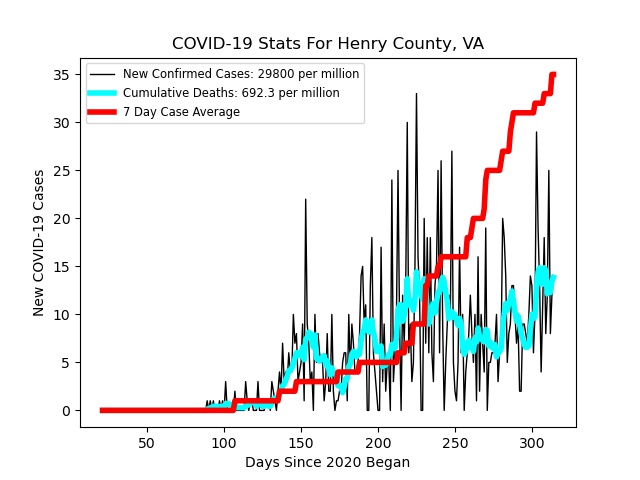 COVID-19 Stats For Henry County, VA
New Confirmed Cases: 29800 per million
Cumulative Deaths: 692.3 per million
7 Day Case Average
New COVID-19 Cases
35
30
25
20
15
10
5
0
50
100
150
200
250
300
Days Since 2020 Began